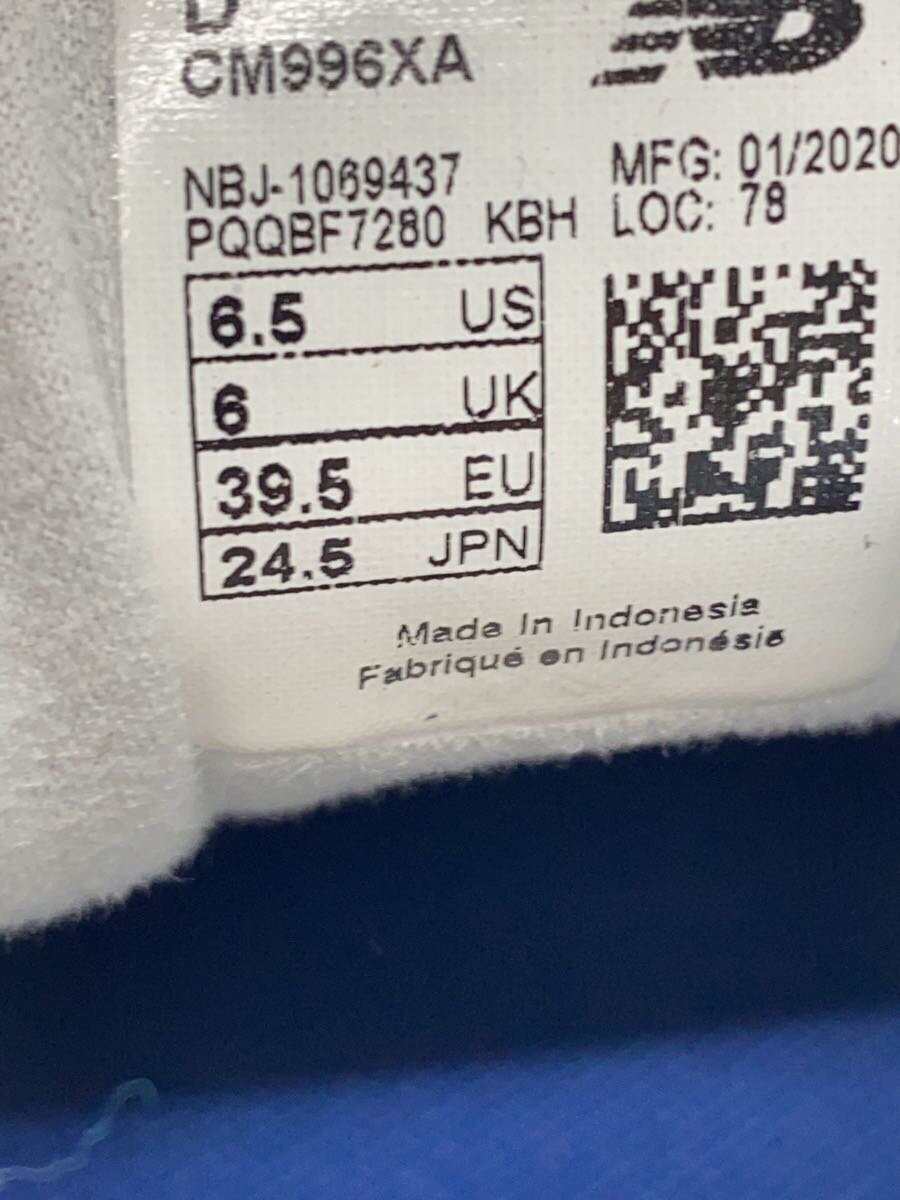 D
CM996XA
NBJ-1069437
PQQBF7280 KBH
MFG: 01/2020
LOC: 78
6.5 US
6 UK
39.5 EU
24.5 JPN
Made In Indonesia
Fabriqué en Indonésie